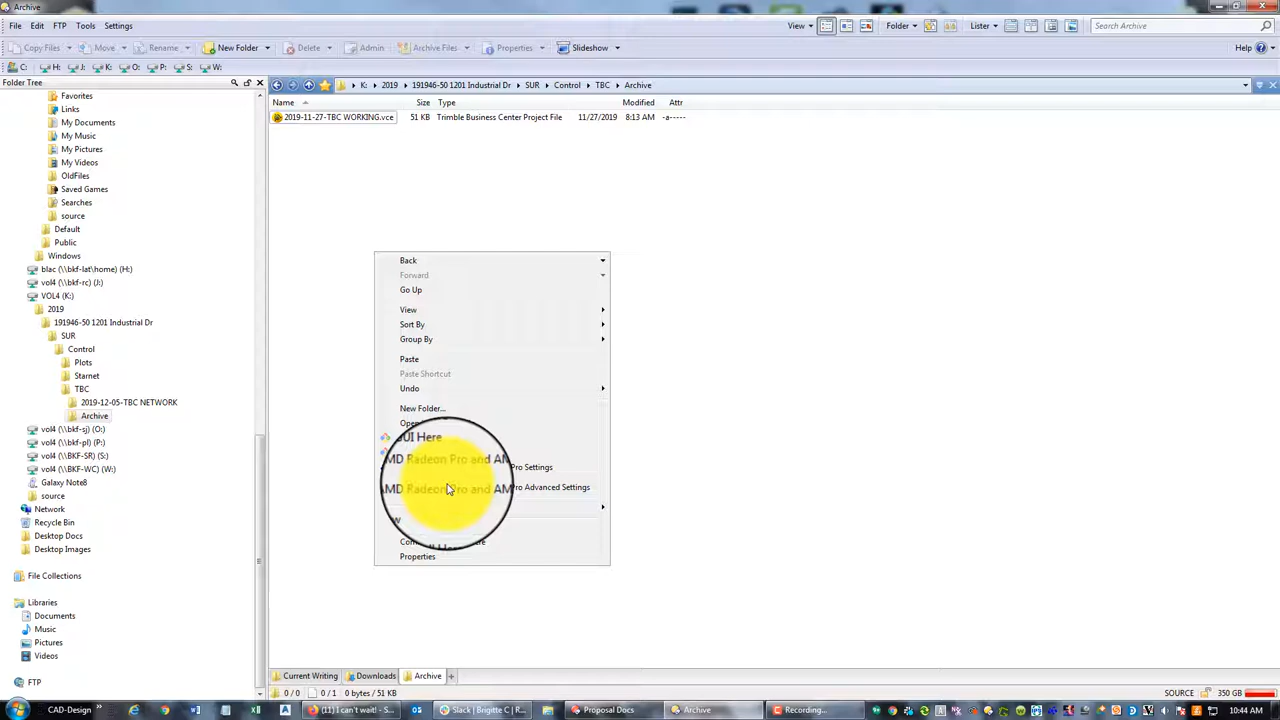 Archive
File Edit FTP Tools Settings
View Folder Lister Search Archive
Copy Files Move Rename New Folder Delete Admin Archive Files Properties Slideshow Help
C: H: J: K: O: P: S: W:
Folder Tree
K: 2019 191946-50 1201 Industrial Dr SUR Control TBC Archive
Name Size Type Modified Attr
2019-11-27-TBC WORKING.vce 51 KB Trimble Business Center Project File 11/27/2019 8:13 AM -a-----
Favorites
Links
My Documents
My Music
My Pictures
My Videos
OldFiles
Saved Games
Searches
source
Default
Public
Windows
blac (\\bkf-lat\home) (H:)
vol4 (\\bkf-rc) (J:)
VOL4 (K:)
2019
191946-50 1201 Industrial Dr
SUR
Control
Plots
Starnet
TBC
2019-12-05-TBC NETWORK
Archive
vol4 (\\bkf-sj) (O:)
vol4 (\\bkf-pl) (P:)
vol4 (\\BKF-SR) (S:)
vol4 (\\BKF-WC) (W:)
Galaxy Note8
source
Network
Recycle Bin
Desktop Docs
Desktop Images
File Collections
Libraries
Documents
Music
Pictures
Videos
FTP
Back
Forward
Go Up
View
Sort By
Group By
Paste
Paste Shortcut
Undo
New Folder...
GUI Here
AMD Radeon Pro and AM Pro Settings
AMD Radeon Pro and AM Pro Advanced Settings
Properties
Current Writing Downloads Archive
0 / 0 0 / 1 0 bytes / 51 KB SOURCE 350 GB
CAD-Design (11) I can't wait! - S... Slack | Brigitte C | R... Proposal Docs Archive Recording... 10:44 AM